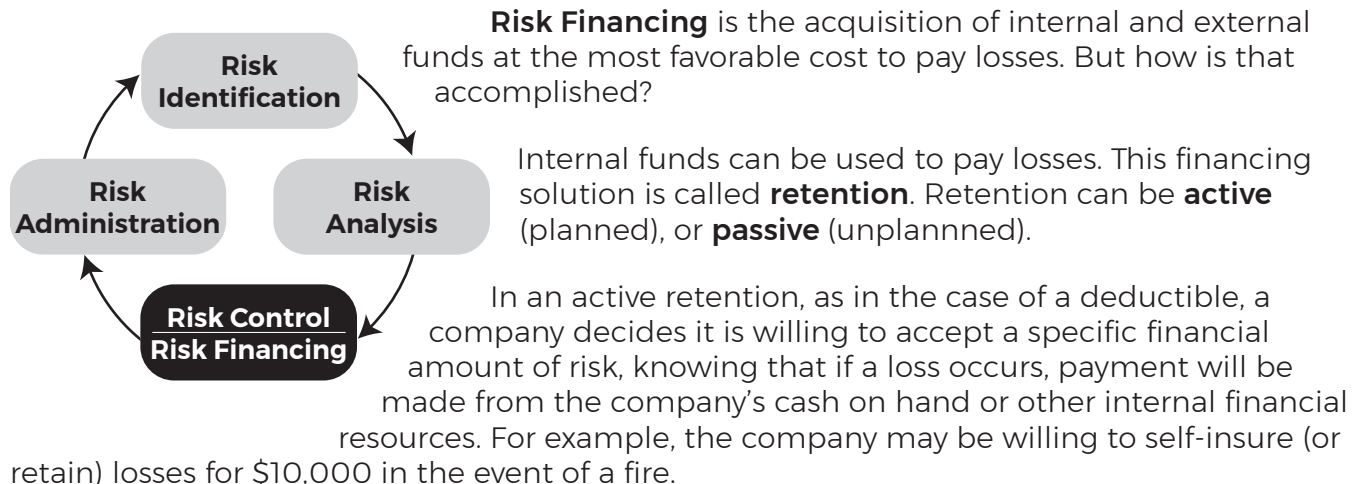 Risk Financing is the acquisition of internal and external
funds at the most favorable cost to pay losses. But how is that
accomplished?
Risk
Identification
Risk
Administration
Risk
Analysis
Risk Control
Risk Financing
Internal funds can be used to pay losses. This financing
solution is called retention. Retention can be active
(planned), or passive (unplannned).
In an active retention, as in the case of a deductible, a
company decides it is willing to accept a specific financial
amount of risk, knowing that if a loss occurs, payment will be
made from the company’s cash on hand or other internal financial
resources. For example, the company may be willing to self-insure (or
retain) losses for $10,000 in the event of a fire.